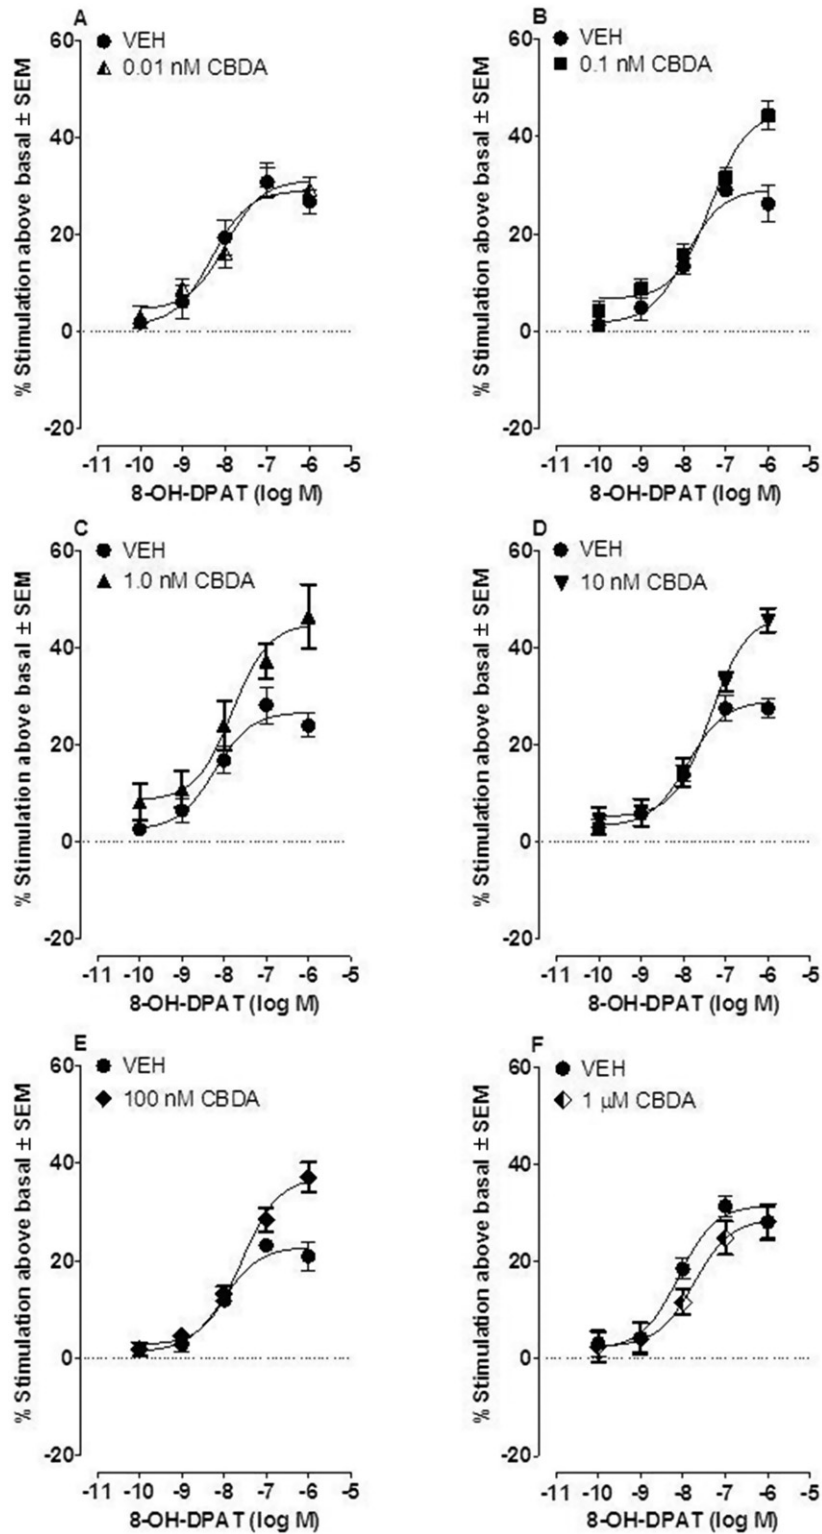 A
VEH
0.01 nM CBDA
% Stimulation above basal ± SEM
60
40
20
0
-20
-11 -10 -9 -8 -7 -6 -5
8-OH-DPAT (log M)
B
VEH
0.1 nM CBDA
% Stimulation above basal ± SEM
60
40
20
0
-20
-11 -10 -9 -8 -7 -6 -5
8-OH-DPAT (log M)
C
VEH
1.0 nM CBDA
% Stimulation above basal ± SEM
60
40
20
0
-20
-11 -10 -9 -8 -7 -6 -5
8-OH-DPAT (log M)
D
VEH
10 nM CBDA
% Stimulation above basal ± SEM
60
40
20
0
-20
-11 -10 -9 -8 -7 -6 -5
8-OH-DPAT (log M)
E
VEH
100 nM CBDA
% Stimulation above basal ± SEM
60
40
20
0
-20
-11 -10 -9 -8 -7 -6 -5
8-OH-DPAT (log M)
F
VEH
1 μM CBDA
% Stimulation above basal ± SEM
60
40
20
0
-20
-11 -10 -9 -8 -7 -6 -5
8-OH-DPAT (log M)